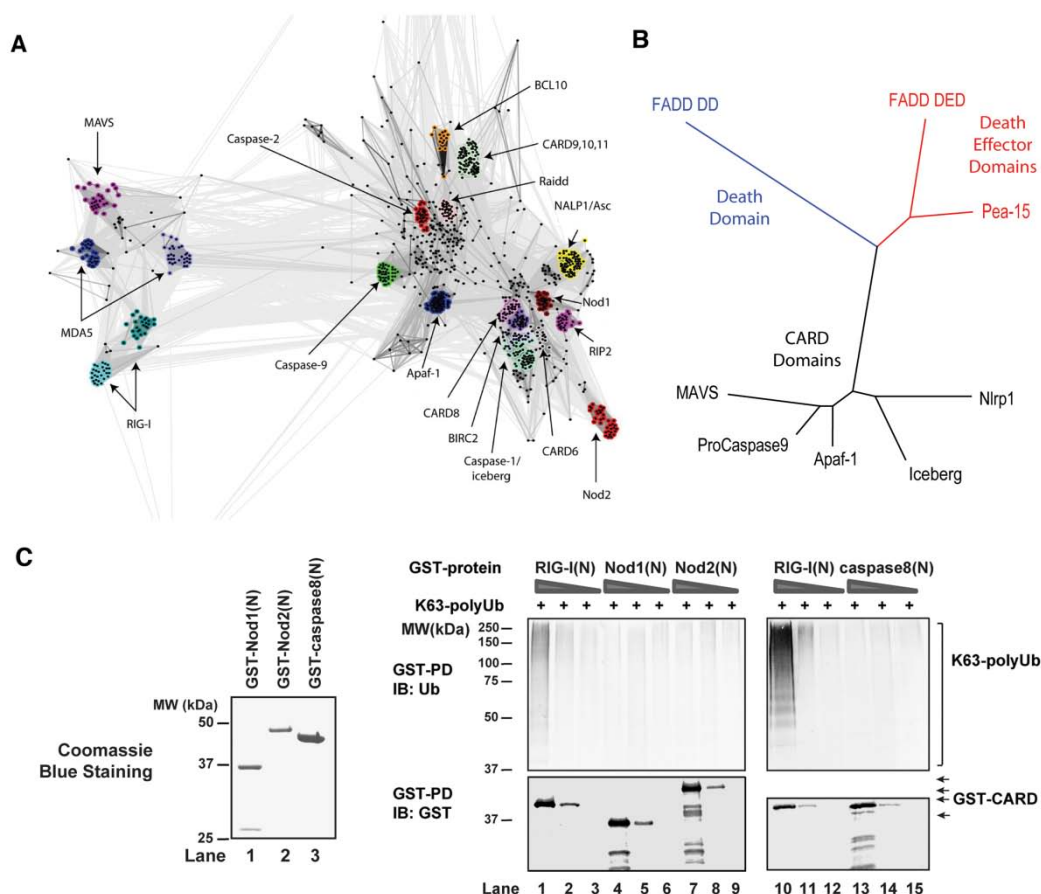 A
MAVS
MDA5
RIG-I
Caspase-2
Caspase-9
Apaf-1
CARD8
BIRC2
Caspase-1/
iceberg
CARD6
Nod2
RIP2
Nod1
NALP1/Asc
Raidd
CARD9,10,11
BCL10
B
FADD DD
FADD DED
Death
Effector
Domains
Death
Domain
Pea-15
CARD
Domains
MAVS
ProCaspase9
Apaf-1
Iceberg
Nlrp1
C
GST-Nod1(N)
GST-Nod2(N)
GST-caspase8(N)
MW (kDa)
50
37
25
Coomassie
Blue Staining
Lane 1 2 3
GST-protein RIG-I(N) Nod1(N) Nod2(N) RIG-I(N) caspase8(N)
K63-polyUb + + + + + + + + + + + + + + +
MW(kDa) 250
150
100
75
50
37
GST-PD
IB: Ub
K63-polyUb
GST-PD
IB: GST
37
GST-CARD
Lane 1 2 3 4 5 6 7 8 9 10 11 12 13 14 15